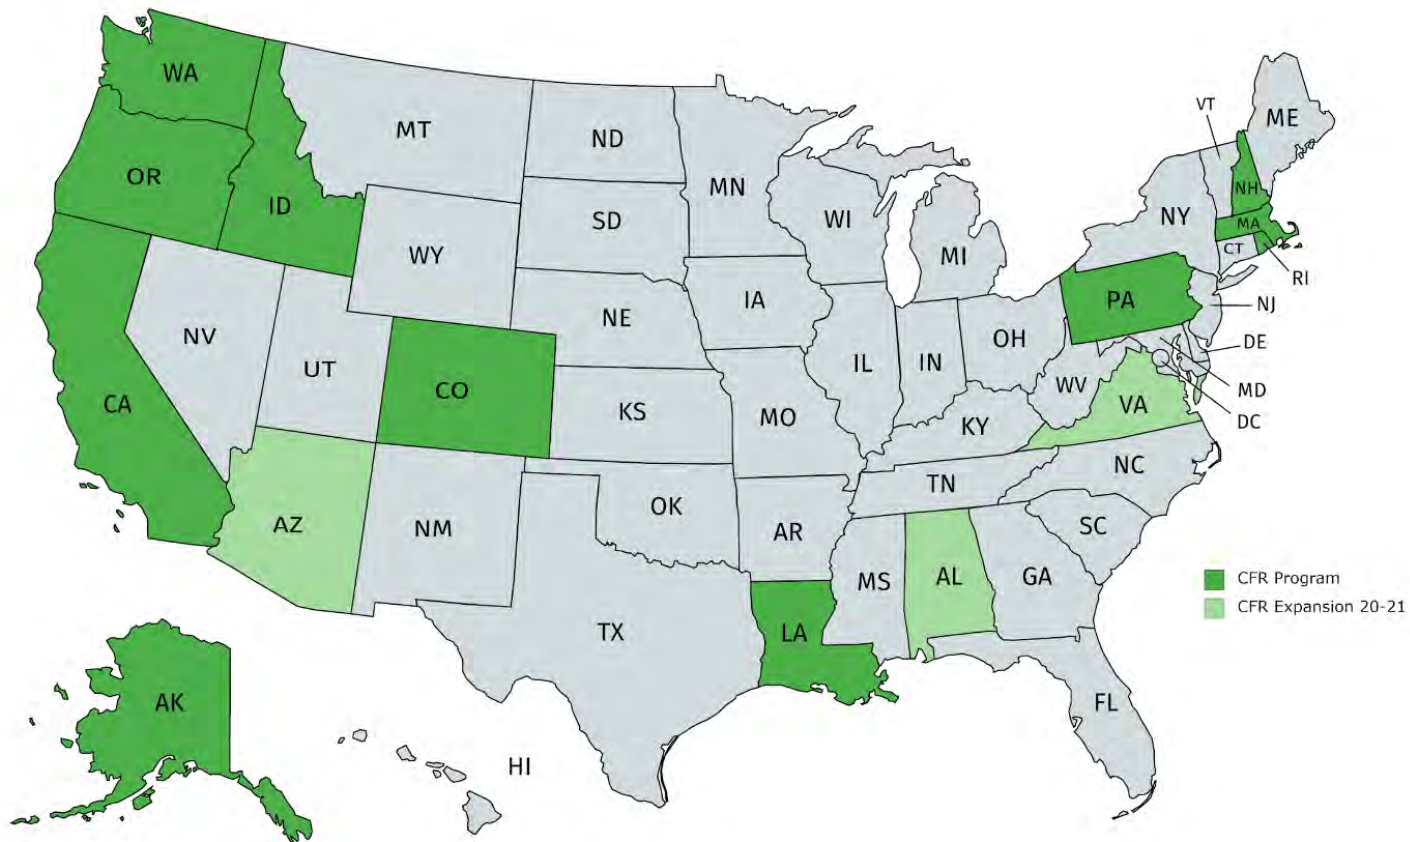 WA
MT
ND
MN
VT
ME
OR
ID
SD
WI
MI
NY
NH
MA
CT
RI
WY
IA
NE
PA
NJ
NV
UT
CO
IL
IN
OH
DE
MD
DC
CA
KS
MO
WV
VA
KY
NC
TN
AZ
NM
OK
AR
SC
MS
AL
GA
CFR Program
CFR Expansion 20-21
TX
LA
AK
FL
HI